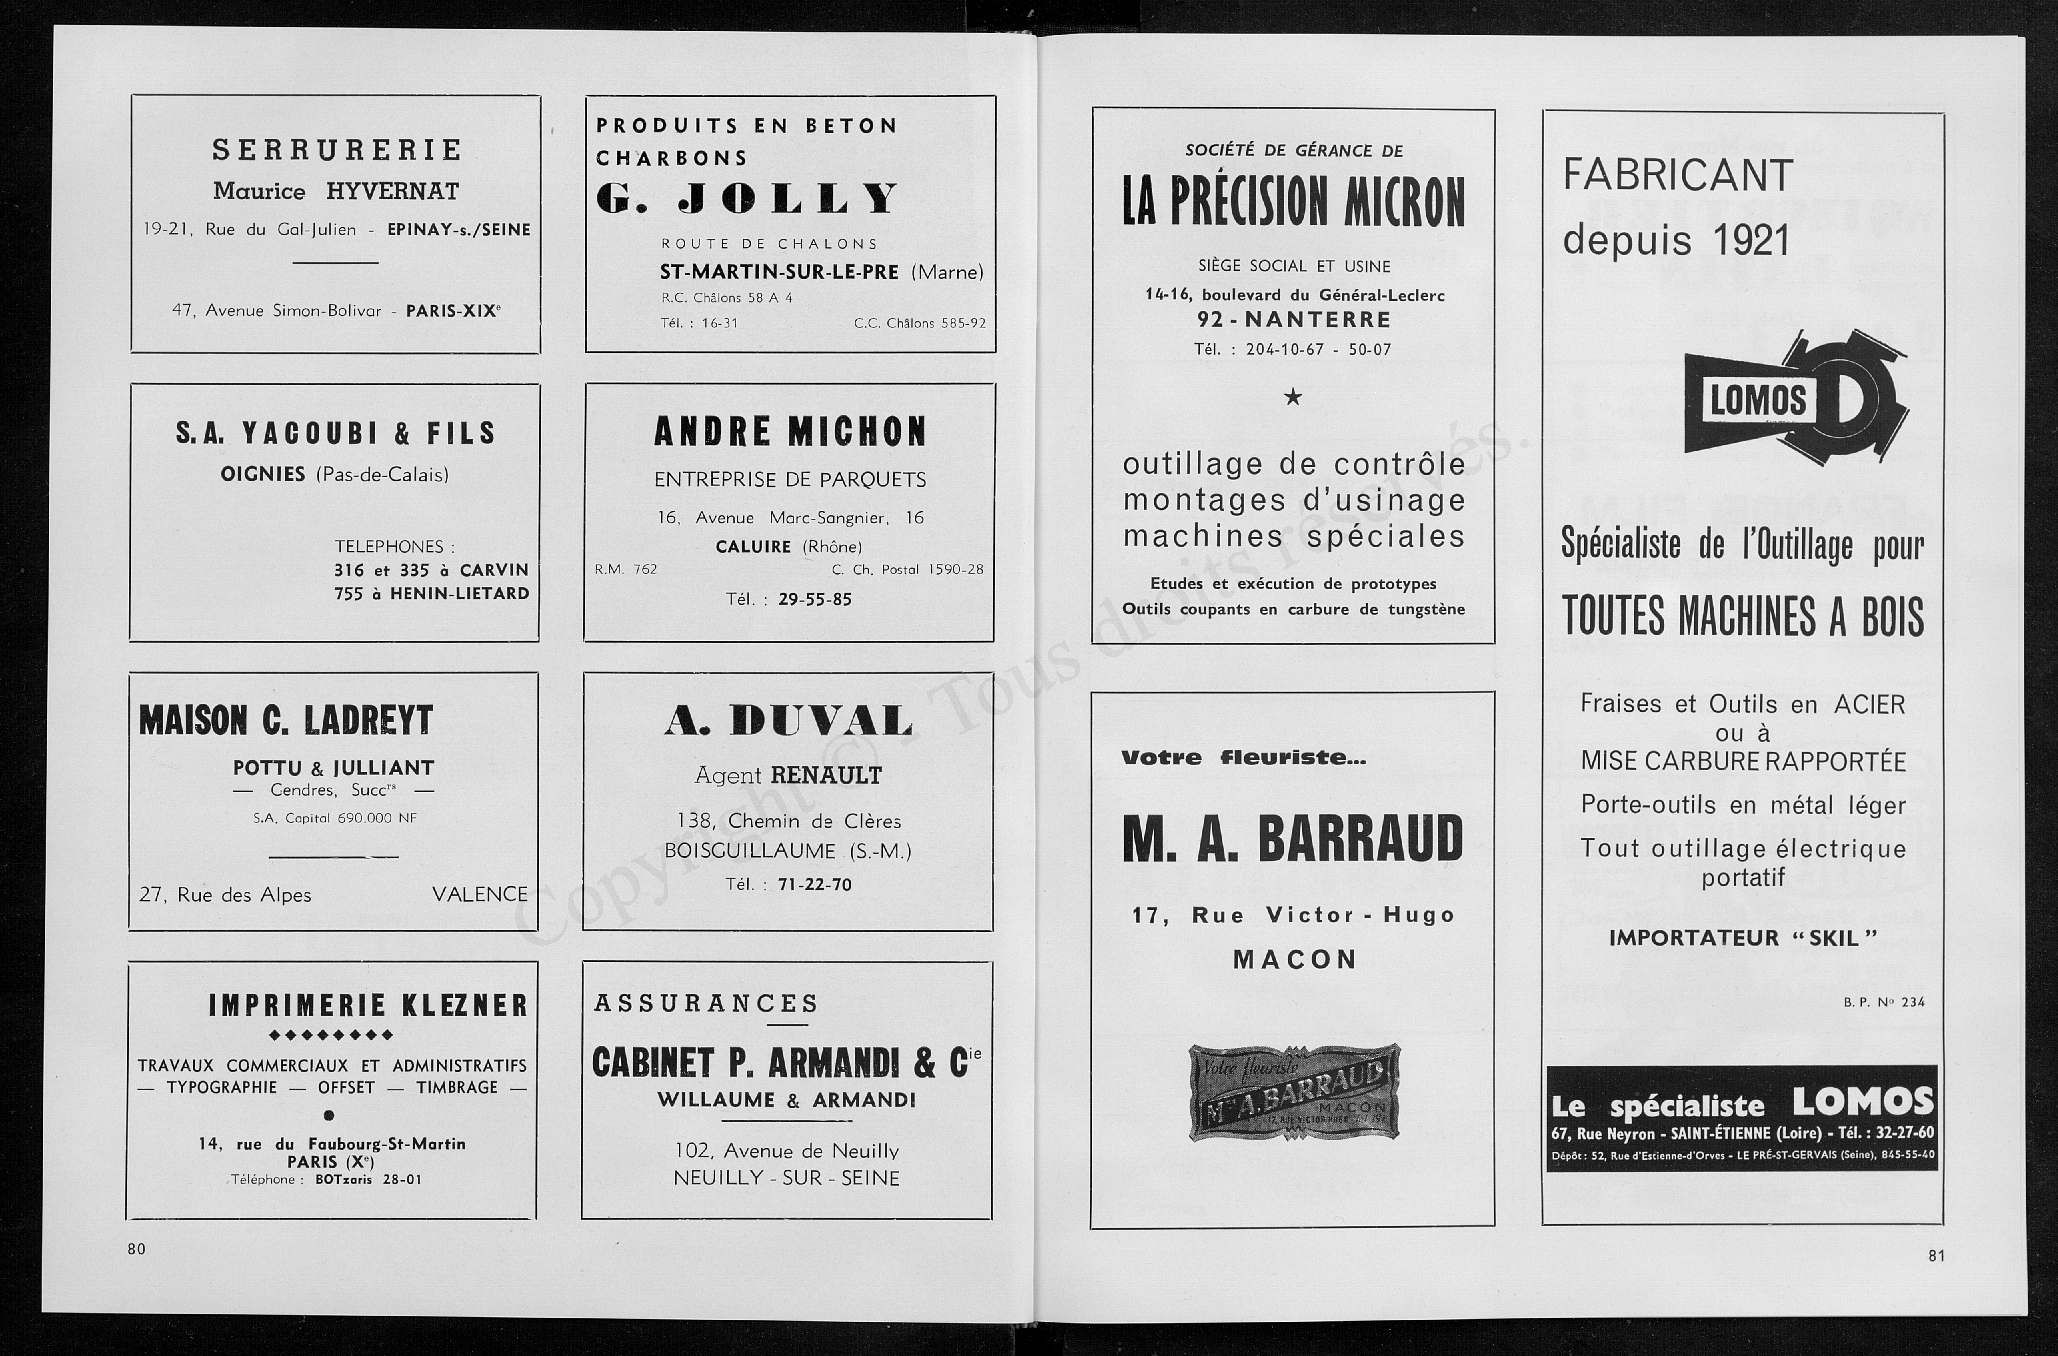 SERRURERIE
Maurice HYVERNAT
19-21, Rue du Gal-Julien - EPINAY-s./SEINE
47, Avenue Simon-Bolivar - PARIS-XIXe
PRODUITS EN BETON
CHARBONS
G. JOLLY
ROUTE DE CHALONS
ST-MARTIN-SUR-LE-PRE (Marne)
R.C. Châlons 58 A 4
Tél. : 16-31 C.C. Châlons 585-92
S.A. YACOUBI & FILS
OIGNIES (Pas-de-Calais)
TELEPHONES :
316 et 335 à CARVIN
755 à HENIN-LIETARD
ANDRE MICHON
ENTREPRISE DE PARQUETS
16, Avenue Marc-Sangnier, 16
CALUIRE (Rhône)
R.M. 762 C. Ch. Postal 1590-28
Tél. : 29-55-85
MAISON C. LADREYT
POTTU & JULLIANT
— Gendres, Succrs —
S.A. Capital 690.000 NF
27, Rue des Alpes VALENCE
A. DUVAL
Agent RENAULT
138, Chemin de Clères
BOISGUILLAUME (S.-M.)
Tél. : 71-22-70
IMPRIMERIE KLEZNER
TRAVAUX COMMERCIAUX ET ADMINISTRATIFS
— TYPOGRAPHIE — OFFSET — TIMBRAGE —
14, rue du Faubourg-St-Martin
PARIS (Xe)
Téléphone : BOTzaris 28-01
ASSURANCES
CABINET P. ARMANDI & Cie
WILLAUME & ARMANDI
102, Avenue de Neuilly
NEUILLY - SUR - SEINE
80
SOCIÉTÉ DE GÉRANCE DE
LA PRÉCISION MICRON
SIÈGE SOCIAL ET USINE
14-16, boulevard du Général-Leclerc
92 - NANTERRE
Tél. : 204-10-67 - 50-07
outillage de contrôle
montages d'usinage
machines spéciales
Etudes et exécution de prototypes
Outils coupants en carbure de tungstène
Votre fleuriste...
M. A. BARRAUD
17, Rue Victor - Hugo
MACON
Votre fleuriste
A. BARRAUD
MACON
FABRICANT
depuis 1921
LOMOS
Spécialiste de l'Outillage pour
TOUTES MACHINES A BOIS
Fraises et Outils en ACIER
ou à
MISE CARBURE RAPPORTÉE
Porte-outils en métal léger
Tout outillage électrique
portatif
IMPORTATEUR "SKIL"
B. P. No 234
Le spécialiste LOMOS
67, Rue Neyron - SAINT-ÉTIENNE (Loire) - Tél. : 32-27-60
Dépôt : 52, Rue d'Estienne-d'Orves - LE PRÉ-ST-GERVAIS (Seine), 845-55-40
81
Copyright © - Tous droits réservés.